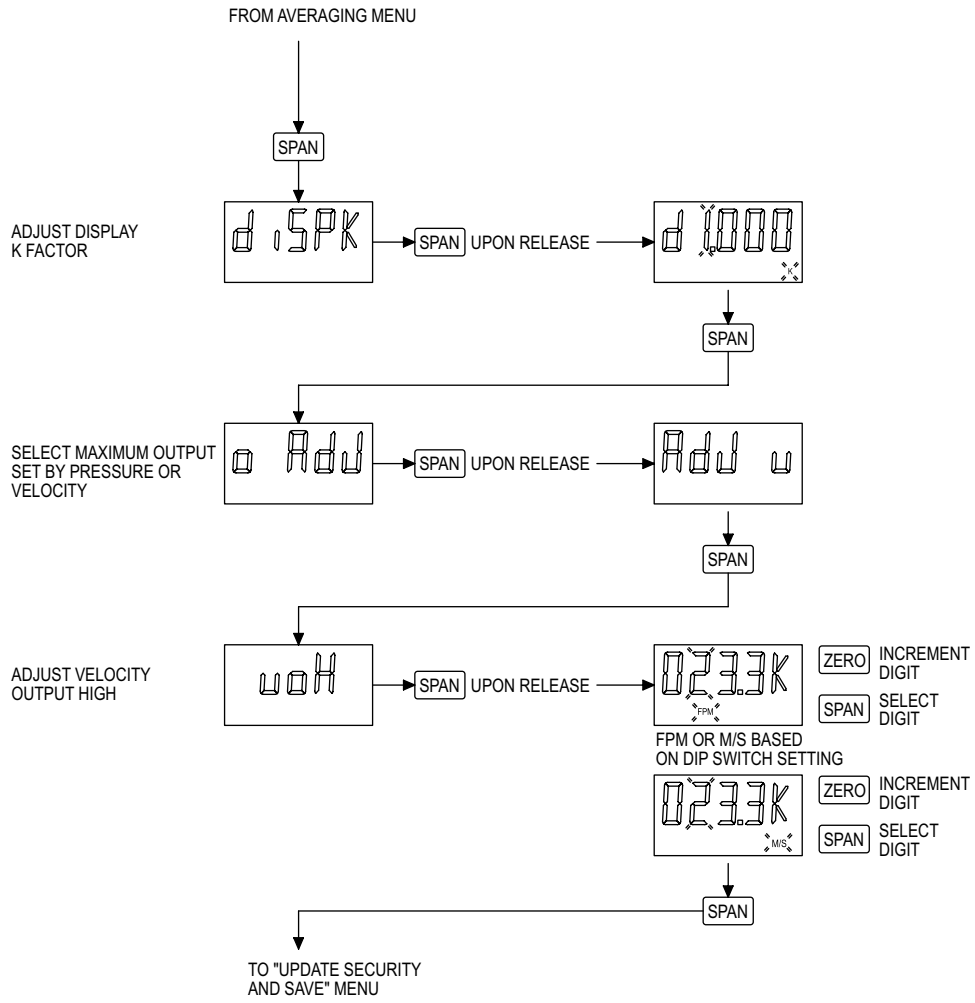 FROM AVERAGING MENU
SPAN
ADJUST DISPLAY
K FACTOR
d iSPK
SPAN UPON RELEASE
d 1.000
K
SPAN
SELECT MAXIMUM OUTPUT
SET BY PRESSURE OR
VELOCITY
o AdJ
SPAN UPON RELEASE
AdJ u
SPAN
ADJUST VELOCITY
OUTPUT HIGH
uoH
SPAN UPON RELEASE
023.3K
FPM
ZERO INCREMENT
DIGIT
SPAN SELECT
DIGIT
FPM OR M/S BASED
ON DIP SWITCH SETTING
023.3K
M/S
ZERO INCREMENT
DIGIT
SPAN SELECT
DIGIT
SPAN
TO "UPDATE SECURITY
AND SAVE" MENU